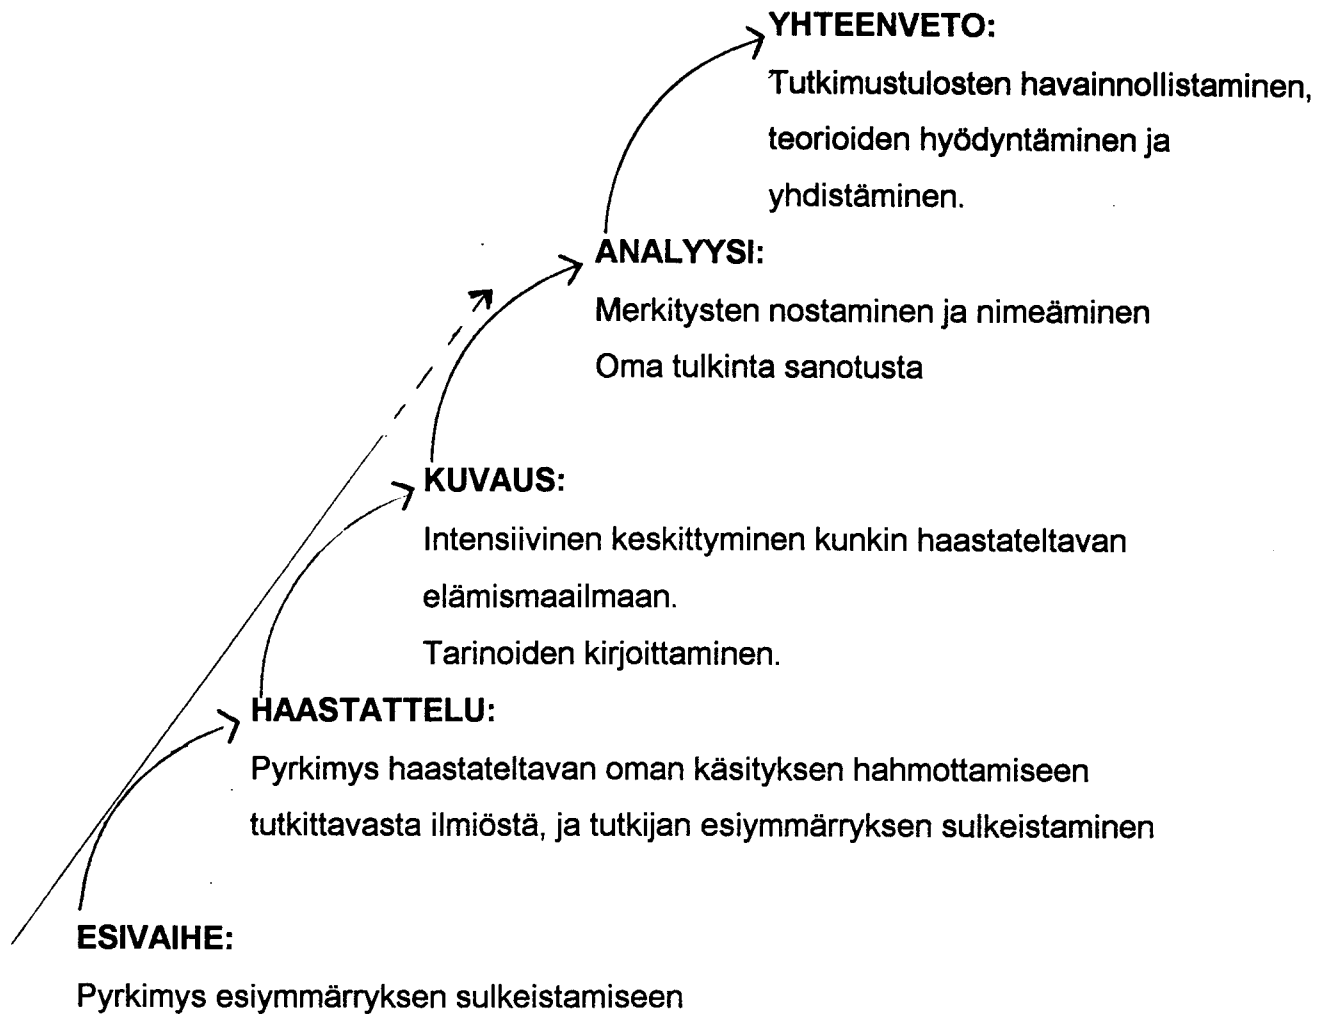 YHTEENVETO:
Tutkimustulosten havainnollistaminen,
teorioiden hyödyntäminen ja
yhdistäminen.
ANALYYSI:
Merkitysten nostaminen ja nimeäminen
Oma tulkinta sanotusta
KUVAUS:
Intensiivinen keskittyminen kunkin haastateltavan
elämismaailmaan.
Tarinoiden kirjoittaminen.
HAASTATTELU:
Pyrkimys haastateltavan oman käsityksen hahmottamiseen
tutkittavasta ilmiöstä, ja tutkijan esiymmärryksen sulkeistaminen
ESIVAIHE:
Pyrkimys esiymmärryksen sulkeistamiseen